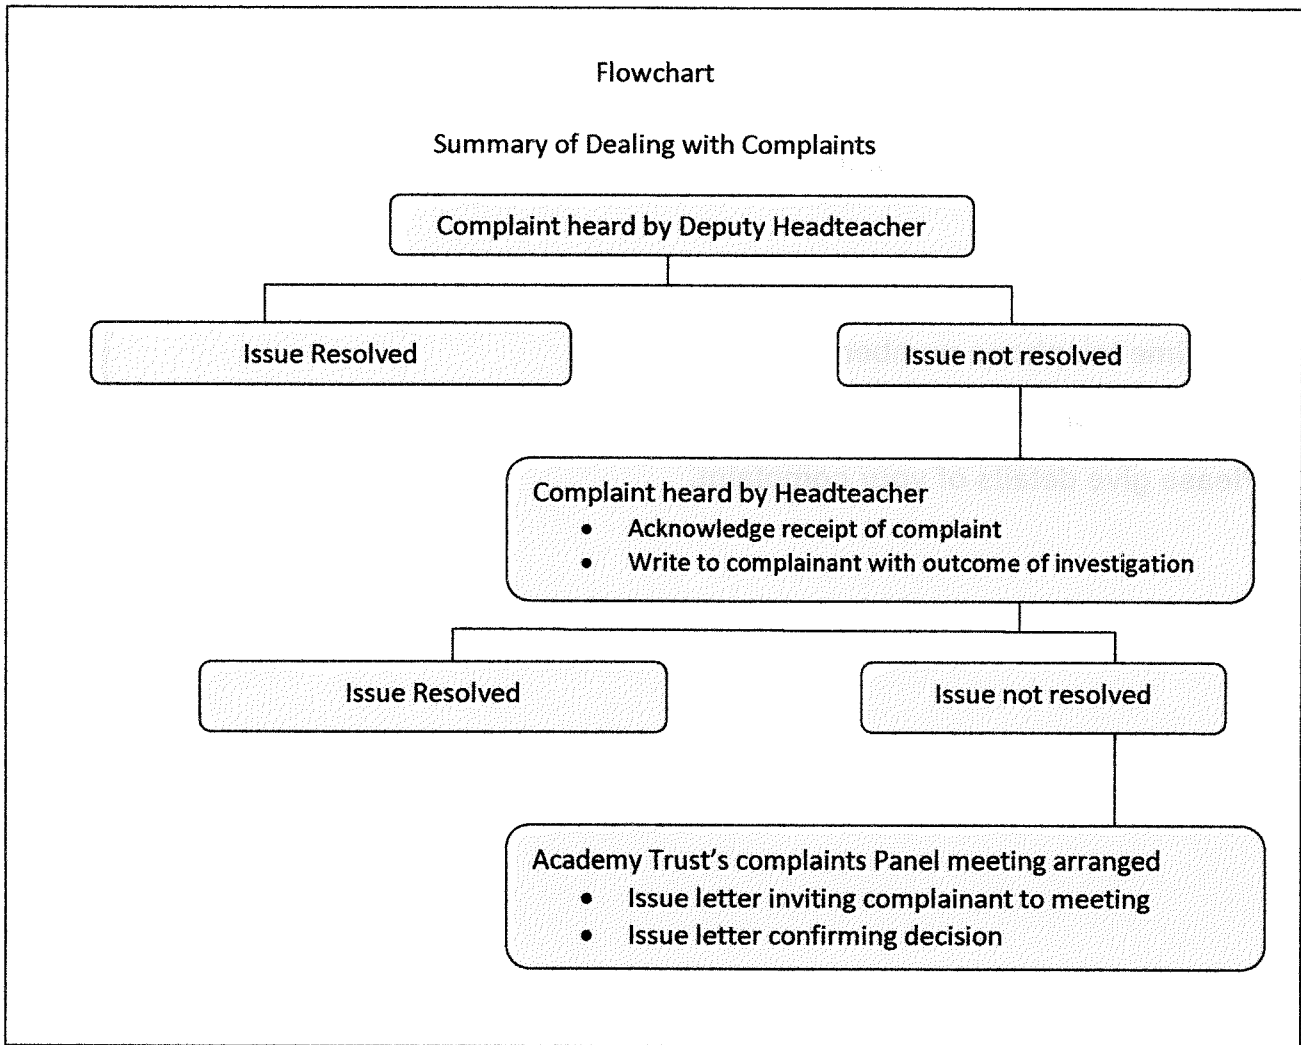 Flowchart
Summary of Dealing with Complaints
Complaint heard by Deputy Headteacher
Issue Resolved
Issue not resolved
Complaint heard by Headteacher
• Acknowledge receipt of complaint
• Write to complainant with outcome of investigation
Issue Resolved
Issue not resolved
Academy Trust's complaints Panel meeting arranged
• Issue letter inviting complainant to meeting
• Issue letter confirming decision